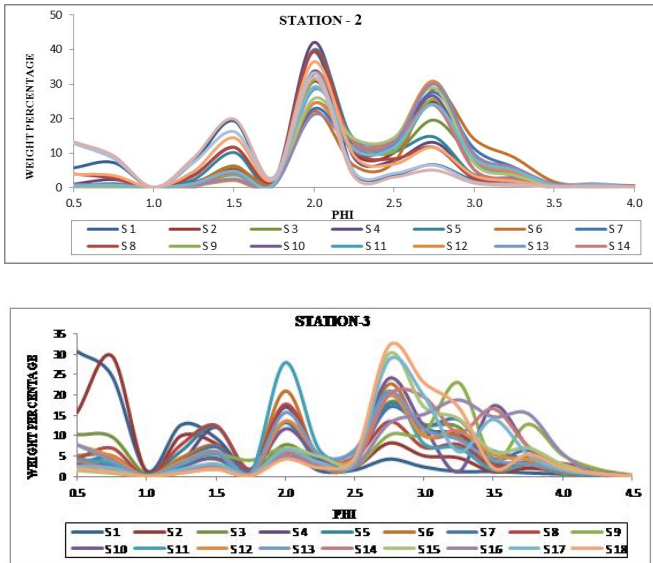 STATION - 2
WEIGHT PERCENTAGE
50
40
30
20
10
0
0.5 1.0 1.5 2.0 2.5 3.0 3.5 4.0
PHI
S 1 S 2 S 3 S 4 S 5 S 6 S 7
S 8 S 9 S 10 S 11 S 12 S 13 S 14
STATION-3
WEIGHT PERCENTAGE
35
30
25
20
15
10
5
0
0.5 1.0 1.5 2.0 2.5 3.0 3.5 4.0 4.5
PHI
S1 S2 S3 S4 S5 S6 S7 S8 S9
S10 S11 S12 S13 S14 S15 S16 S17 S18